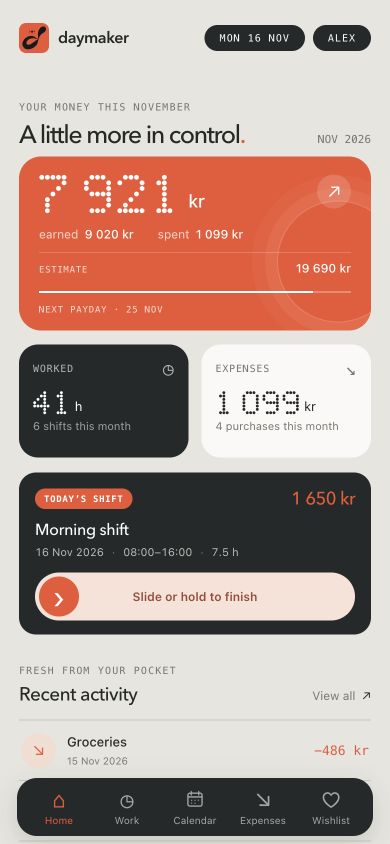 daymaker
MON 16 NOV
ALEX
YOUR MONEY THIS NOVEMBER
A little more in control.
NOV 2026
7 921 kr
earned 9 020 kr spent 1 099 kr
ESTIMATE
19 690 kr
NEXT PAYDAY · 25 NOV
WORKED
41 h
6 shifts this month
EXPENSES
1 099 kr
4 purchases this month
TODAY'S SHIFT
1 650 kr
Morning shift
16 Nov 2026 · 08:00–16:00 · 7.5 h
Slide or hold to finish
FRESH FROM YOUR POCKET
Recent activity
View all
Groceries
−486 kr
15 Nov 2026
Home
Work
Calendar
Expenses
Wishlist